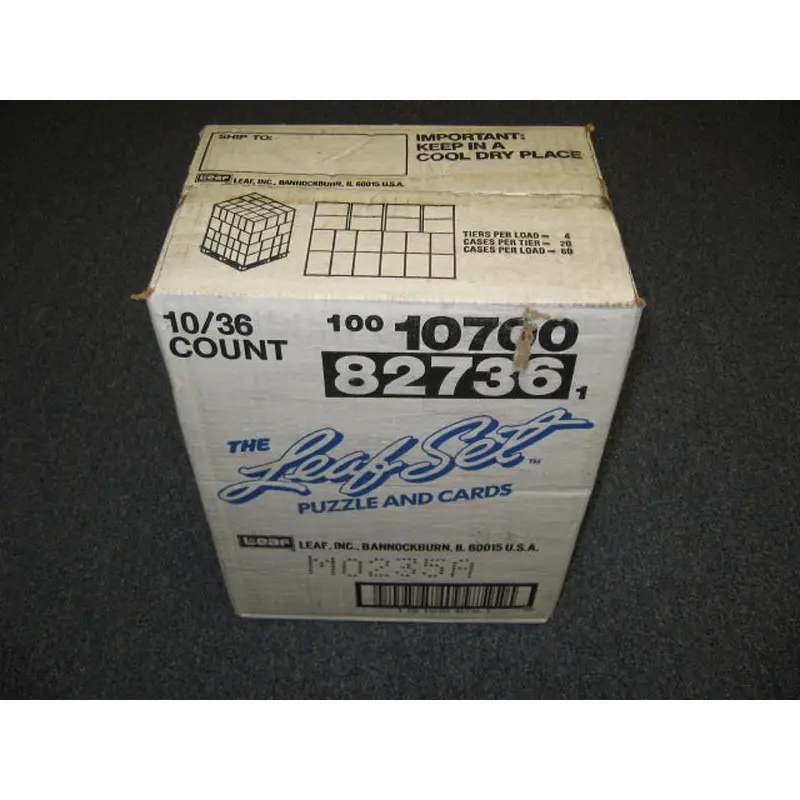 SHIP TO:
IMPORTANT:
KEEP IN A
COOL DRY PLACE
Leaf LEAF, INC., BANNOCKBURN, IL 60015 U.S.A.
TIERS PER LOAD = 4
CASES PER TIER = 20
CASES PER LOAD = 80
10/36
COUNT
100 10700
82736 1
THE Leaf Set ™
PUZZLE AND CARDS
Leaf LEAF, INC., BANNOCKBURN, IL 60015 U.S.A.
M0235A